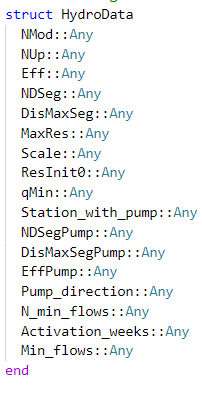 struct HydroData
NMod::Any
NUp::Any
Eff::Any
NDSeg::Any
DisMaxSeg::Any
MaxRes::Any
Scale::Any
ResInit0::Any
qMin::Any
Station_with_pump::Any
NDSegPump::Any
DisMaxSegPump::Any
EffPump::Any
Pump_direction::Any
N_min_flows::Any
Activation_weeks::Any
Min_flows::Any
end